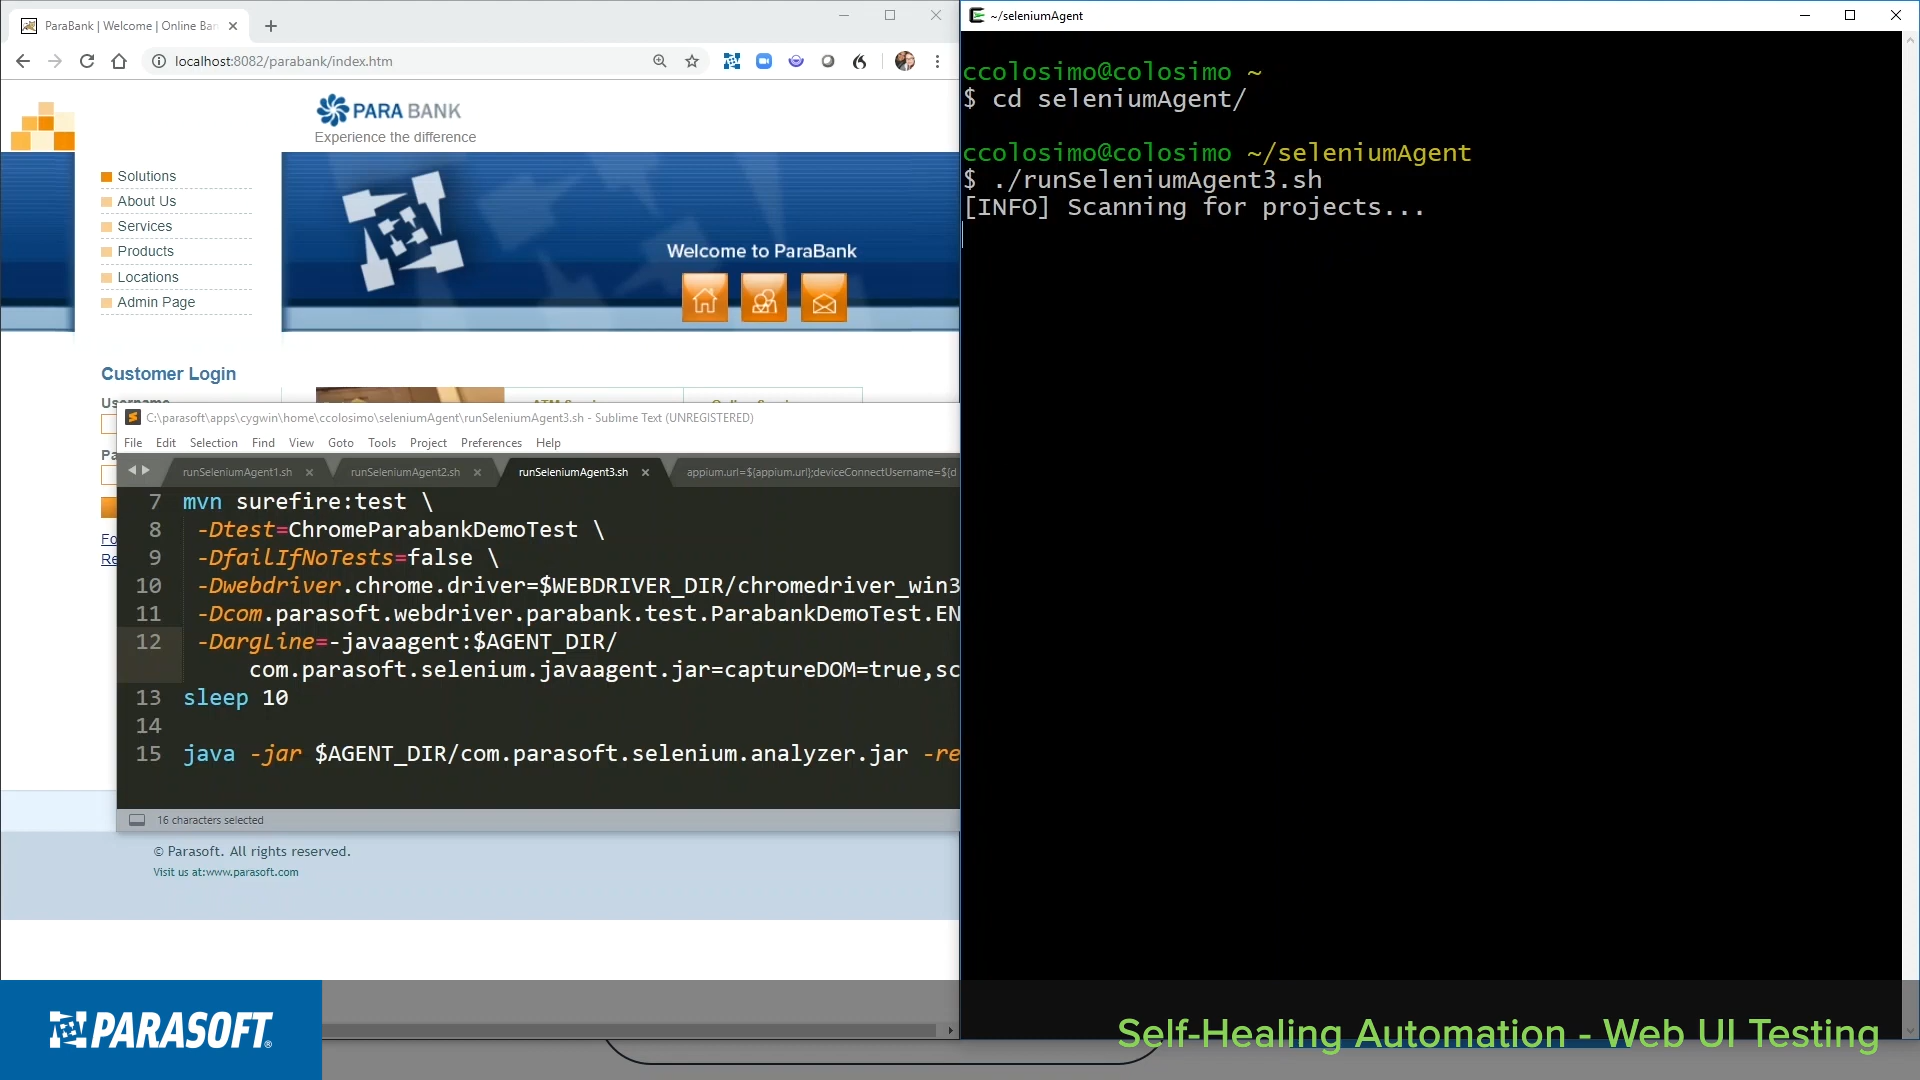 ParaBank | Welcome | Online Ban
localhost:8082/parabank/index.htm
PARA BANK
Experience the difference
Solutions
About Us
Services
Products
Locations
Admin Page
Welcome to ParaBank
Customer Login
C:\parasoft\apps\cygwin\home\ccolosimo\seleniumAgent\runSeleniumAgent3.sh - Sublime Text (UNREGISTERED)
File Edit Selection Find View Goto Tools Project Preferences Help
runSeleniumAgent1.sh runSeleniumAgent2.sh runSeleniumAgent3.sh appium.url=${appium.url};deviceConnectUsername=${d
7 mvn surefire:test \
8 -Dtest=ChromeParabankDemoTest \
9 -DfailIfNoTests=false \
10 -Dwebdriver.chrome.driver=$WEBDRIVER_DIR/chromedriver_win3
11 -Dcom.parasoft.webdriver.parabank.test.ParabankDemoTest.EN
12 -DargLine=-javaagent:$AGENT_DIR/
com.parasoft.selenium.javaagent.jar=captureDOM=true,sc
13 sleep 10
14
15 java -jar $AGENT_DIR/com.parasoft.selenium.analyzer.jar -re
16 characters selected
© Parasoft. All rights reserved.
Visit us at:www.parasoft.com
~/seleniumAgent
ccolosimo@colosimo ~
$ cd seleniumAgent/
ccolosimo@colosimo ~/seleniumAgent
$ ./runSeleniumAgent3.sh
[INFO] Scanning for projects...
PARASOFT®
Self-Healing Automation - Web UI Testing